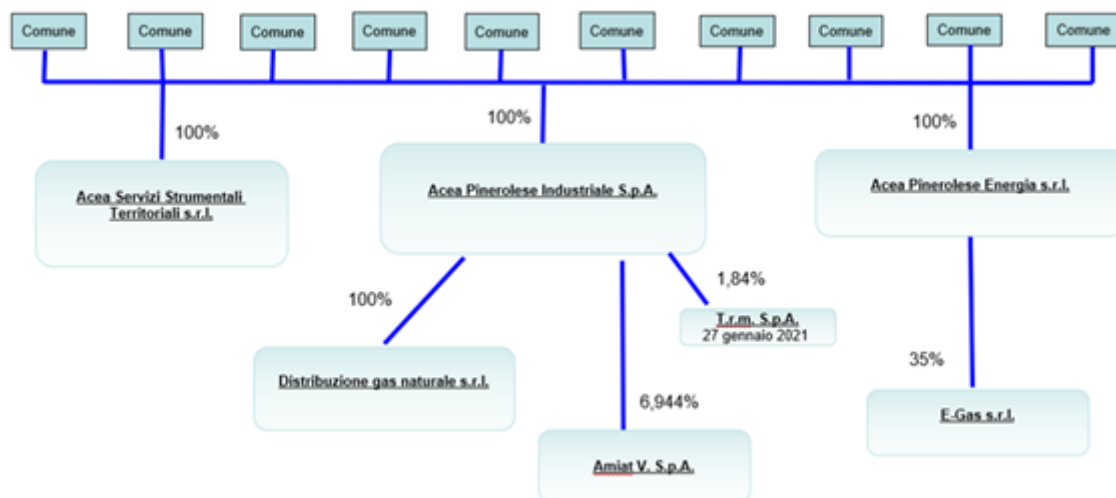 Comune
Comune
Comune
Comune
Comune
Comune
Comune
Comune
Comune
Comune
100%
100%
100%
Acea Servizi Strumentali
Territoriali s.r.l.
Acea Pinerolese Industriale S.p.A.
Acea Pinerolese Energia s.r.l.
100%
1,84%
T.r.m. S.p.A.
27 gennaio 2021
Distribuzione gas naturale s.r.l.
35%
6,944%
E-Gas s.r.l.
Amiat V. S.p.A.